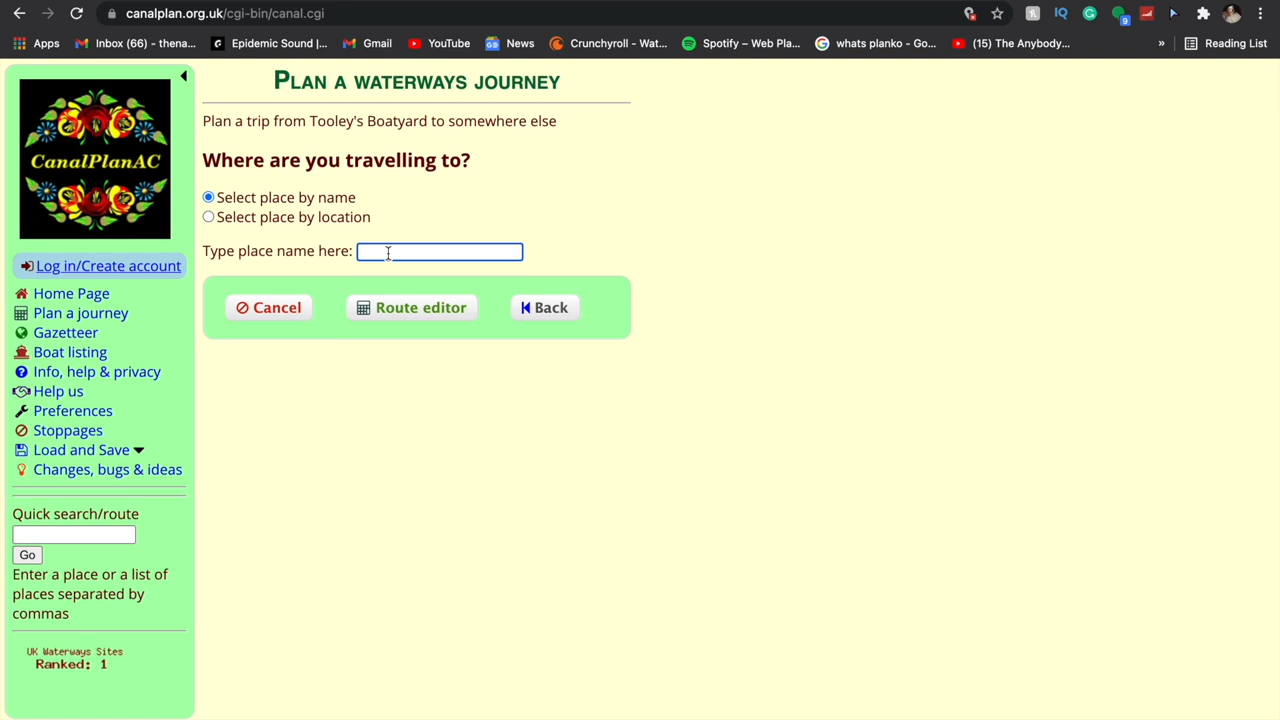 canalplan.org.uk/cgi-bin/canal.cgi
9
Apps
Inbox (66) – thena...
Epidemic Sound |...
Gmail
YouTube
News
Crunchyroll - Wat...
Spotify – Web Pla...
whats planko - Go...
(15) The Anybody...
»
Reading List
CanalPlanAC
Log in/Create account
Home Page
Plan a journey
Gazetteer
Boat listing
Info, help & privacy
Help us
Preferences
Stoppages
Load and Save
Changes, bugs & ideas
Quick search/route
Go
Enter a place or a list of
places separated by
commas
UK Waterways Sites
Ranked: 1
Plan a waterways journey
Plan a trip from Tooley's Boatyard to somewhere else
Where are you travelling to?
Select place by name
Select place by location
Type place name here:
Cancel
Route editor
Back